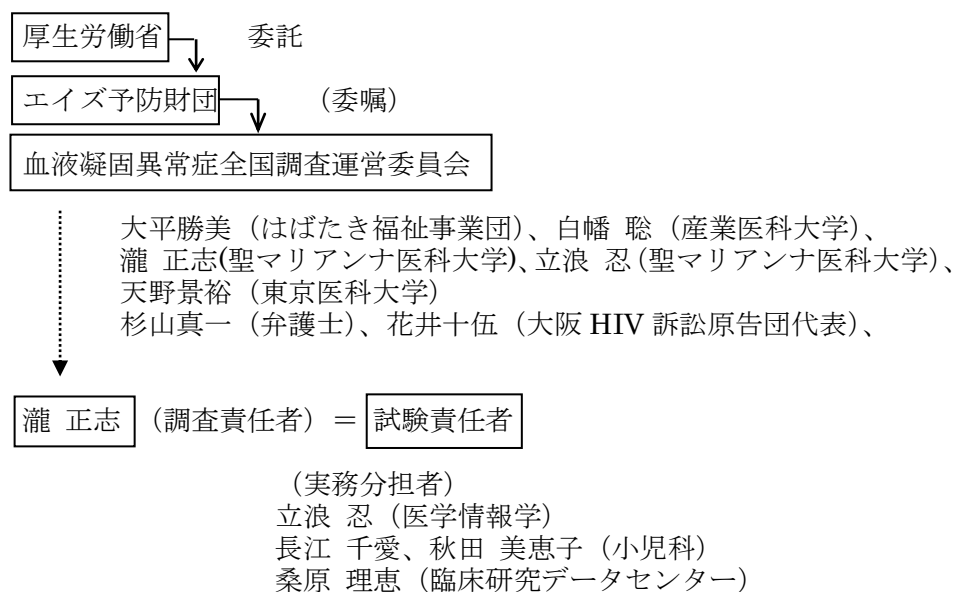 厚生労働省 委託
エイズ予防財団 (委嘱)
血液凝固異常症全国調査運営委員会
大平勝美（はばたき福祉事業団）、白幡 聡（産業医科大学）、
瀧 正志(聖マリアンナ医科大学)、立浪 忍（聖マリアンナ医科大学）、
天野景裕（東京医科大学）
杉山真一（弁護士）、花井十伍（大阪 HIV 訴訟原告団代表）、
瀧 正志 （調査責任者）＝ 試験責任者
（実務分担者）
立浪 忍（医学情報学）
長江 千愛、秋田 美恵子（小児科）
桑原 理恵（臨床研究データセンター）